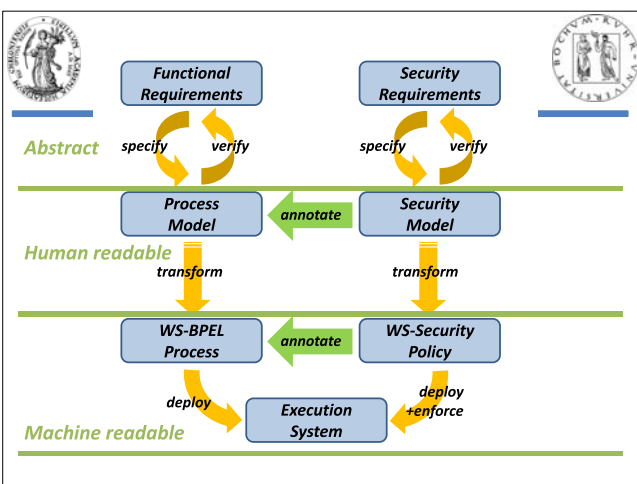 Functional
Requirements
Security
Requirements
Abstract
specify
verify
specify
verify
Process
Model
annotate
Security
Model
Human readable
transform
transform
WS-BPEL
Process
annotate
WS-Security
Policy
deploy
deploy
+enforce
Execution
System
Machine readable